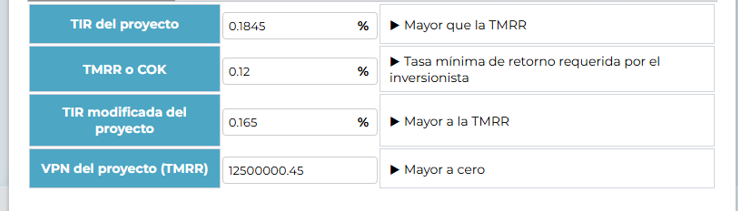 TIR del proyecto 0.1845 % ▶ Mayor que la TMRR
TMRR o COK 0.12 % ▶ Tasa mínima de retorno requerida por el
inversionista
TIR modificada del
proyecto 0.165 % ▶ Mayor a la TMRR
VPN del proyecto (TMRR) 12500000.45 ▶ Mayor a cero